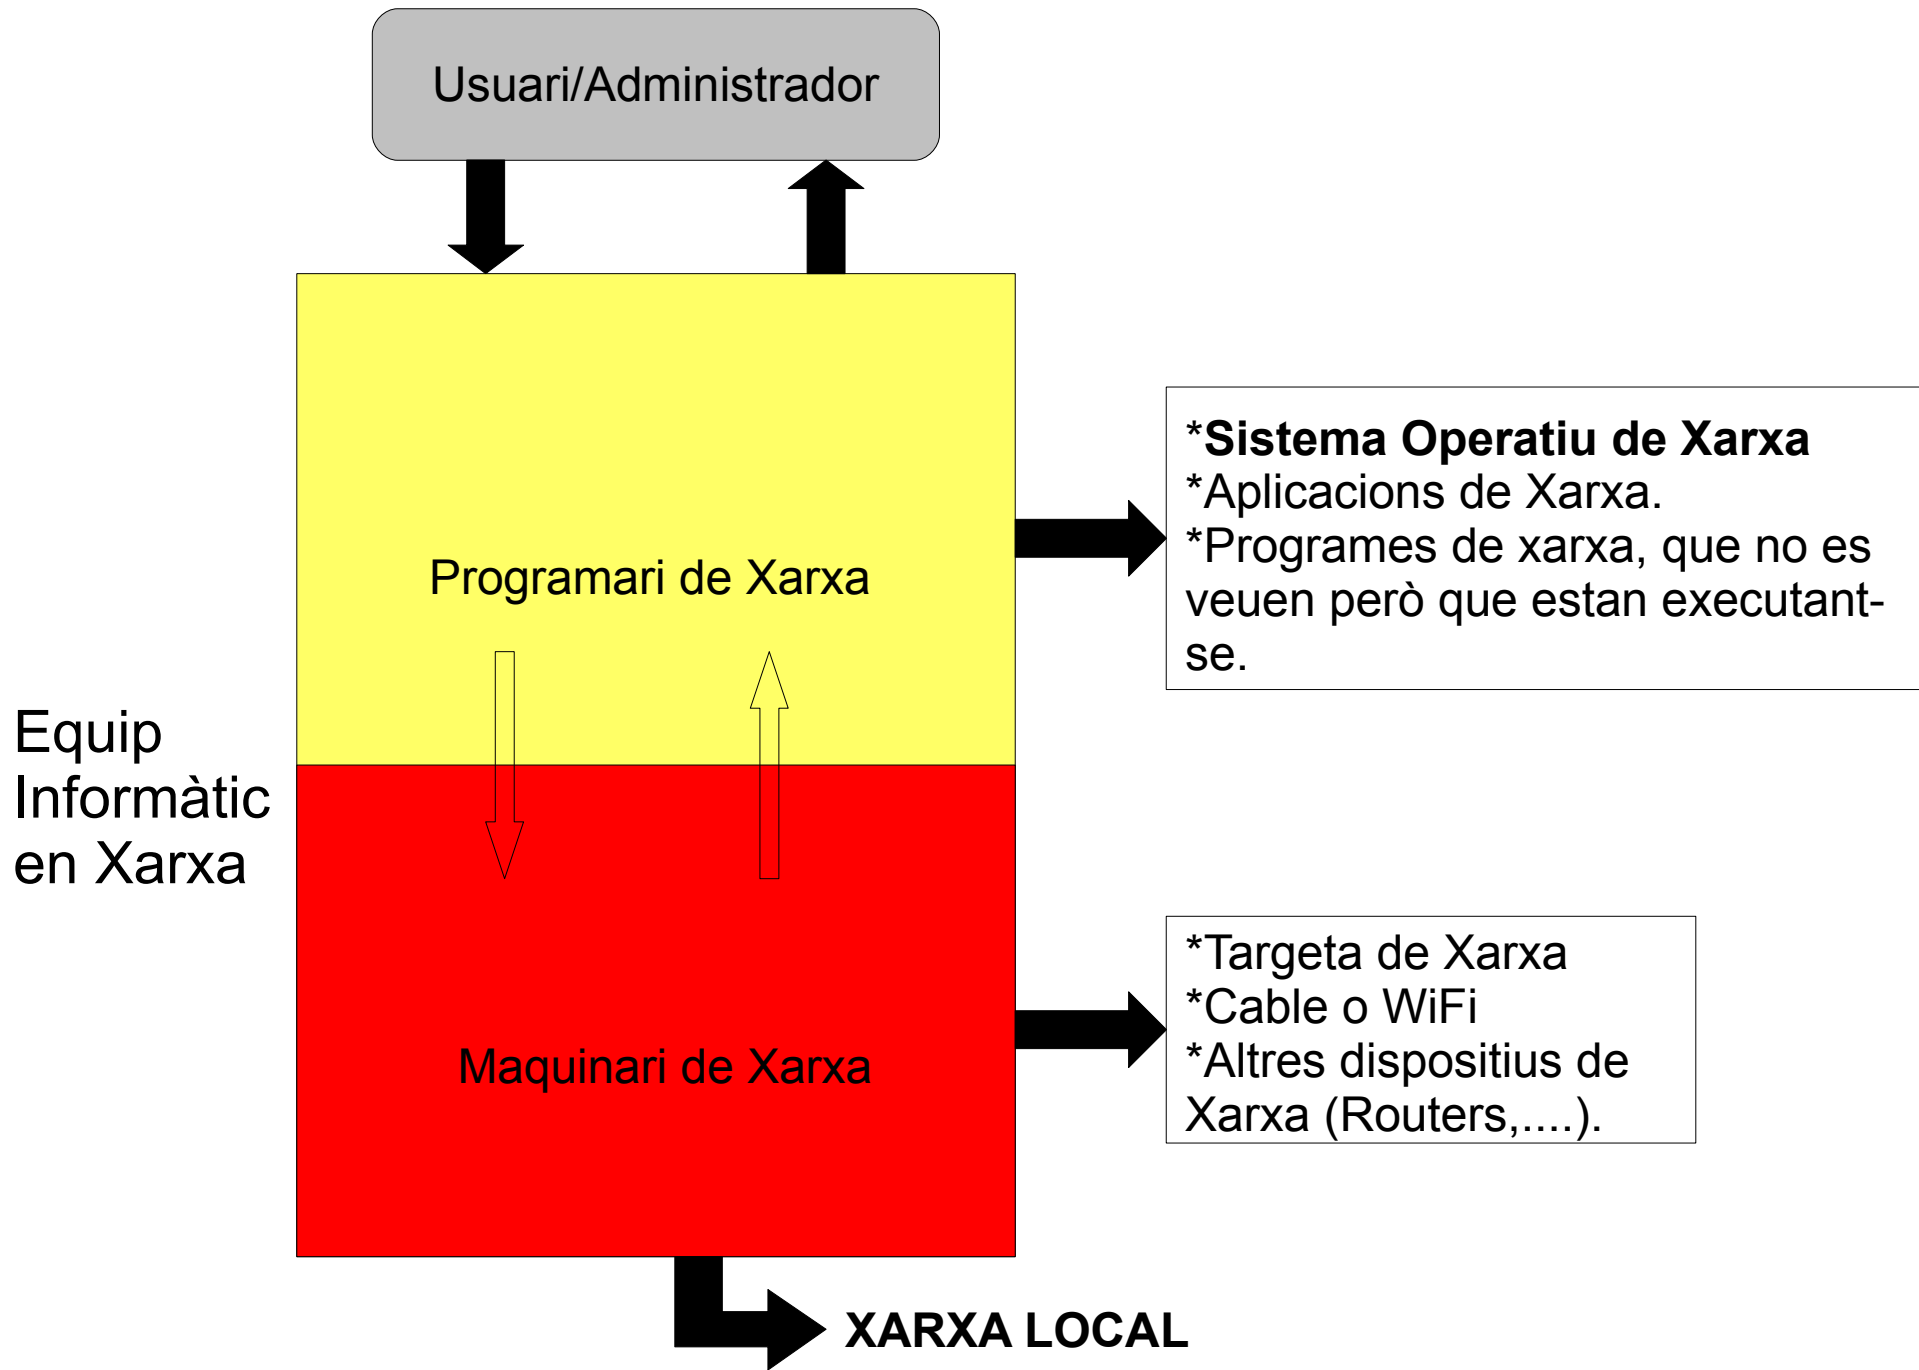 Usuari/Administrador
*Sistema Operatiu de Xarxa
*Aplicacions de Xarxa.
*Programes de xarxa, que no es
veuen però que estan executant-
se.
Programari de Xarxa
Equip
Informàtic
en Xarxa
*Targeta de Xarxa
*Cable o WiFi
*Altres dispositius de
Xarxa (Routers,....).
Maquinari de Xarxa
XARXA LOCAL